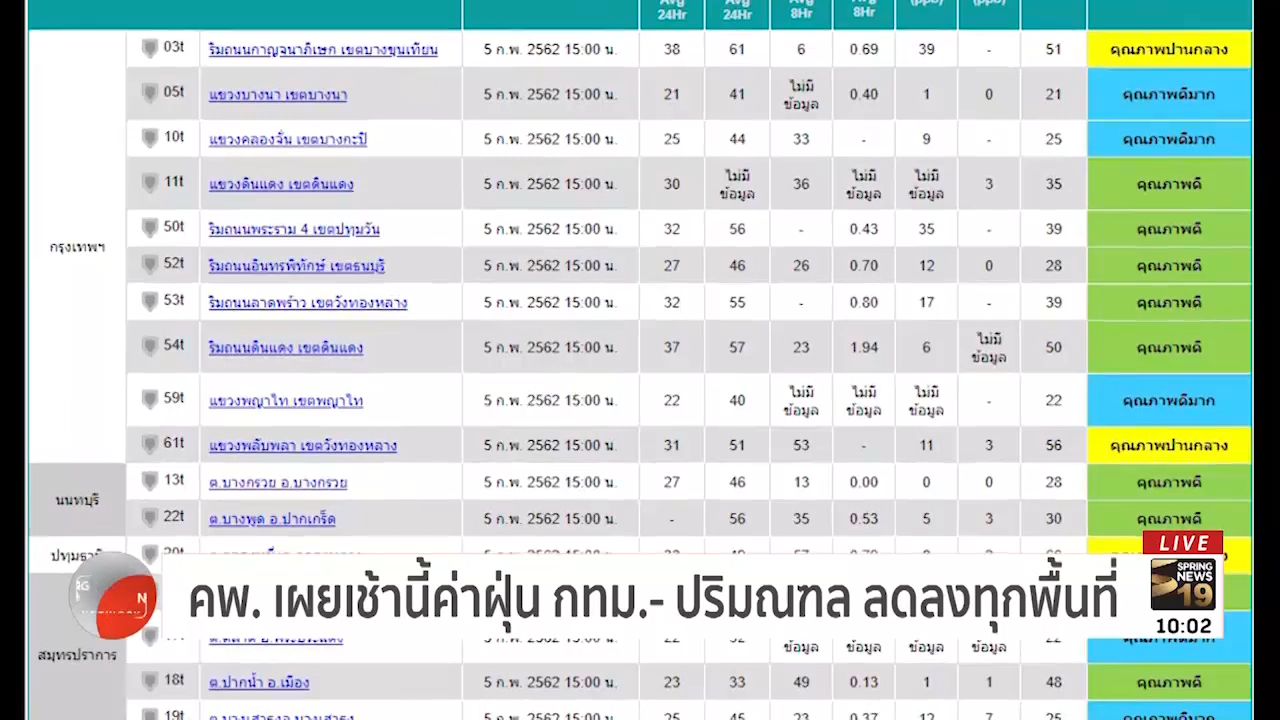 Avg 24Hr Avg 24Hr Avg 8Hr Avg 8Hr (ppb) (ppb)
กรุงเทพฯ
03t ริมถนนกาญจนาภิเษก เขตบางขุนเทียน 5 ก.พ. 2562 15:00 น. 38 61 6 0.69 39 - 51 คุณภาพปานกลาง
05t แขวงบางนา เขตบางนา 5 ก.พ. 2562 15:00 น. 21 41 ไม่มีข้อมูล 0.40 1 0 21 คุณภาพดีมาก
10t แขวงคลองจั่น เขตบางกะปิ 5 ก.พ. 2562 15:00 น. 25 44 33 - 9 - 25 คุณภาพดีมาก
11t แขวงดินแดง เขตดินแดง 5 ก.พ. 2562 15:00 น. 30 ไม่มีข้อมูล 36 ไม่มีข้อมูล ไม่มีข้อมูล 3 35 คุณภาพดี
50t ริมถนนพระราม 4 เขตปทุมวัน 5 ก.พ. 2562 15:00 น. 32 56 - 0.43 35 - 39 คุณภาพดี
52t ริมถนนอินทรพิทักษ์ เขตธนบุรี 5 ก.พ. 2562 15:00 น. 27 46 26 0.70 12 0 28 คุณภาพดี
53t ริมถนนลาดพร้าว เขตวังทองหลาง 5 ก.พ. 2562 15:00 น. 32 55 - 0.80 17 - 39 คุณภาพดี
54t ริมถนนดินแดง เขตดินแดง 5 ก.พ. 2562 15:00 น. 37 57 23 1.94 6 ไม่มีข้อมูล 50 คุณภาพดี
59t แขวงพญาไท เขตพญาไท 5 ก.พ. 2562 15:00 น. 22 40 ไม่มีข้อมูล ไม่มีข้อมูล ไม่มีข้อมูล - 22 คุณภาพดีมาก
61t แขวงพลับพลา เขตวังทองหลาง 5 ก.พ. 2562 15:00 น. 31 51 53 - 11 3 56 คุณภาพปานกลาง
นนทบุรี
13t ต.บางกรวย อ.บางกรวย 5 ก.พ. 2562 15:00 น. 27 46 13 0.00 0 0 28 คุณภาพดี
22t ต.บางพูด อ.ปากเกร็ด 5 ก.พ. 2562 15:00 น. - 56 35 0.53 5 3 30 คุณภาพดี
LIVE
คพ. เผยเช้านี้ค่าฝุ่น กทม.- ปริมณฑล ลดลงทุกพื้นที่
SPRING NEWS 19
10:02
สมุทรปราการ
ข้อมูล ข้อมูล ข้อมูล ข้อมูล
18t ต.ปากน้ำ อ.เมือง 5 ก.พ. 2562 15:00 น. 23 33 49 0.13 1 1 48 คุณภาพดี
19t 25 45 23 0.37 12 7 25 คุณภาพดีมาก